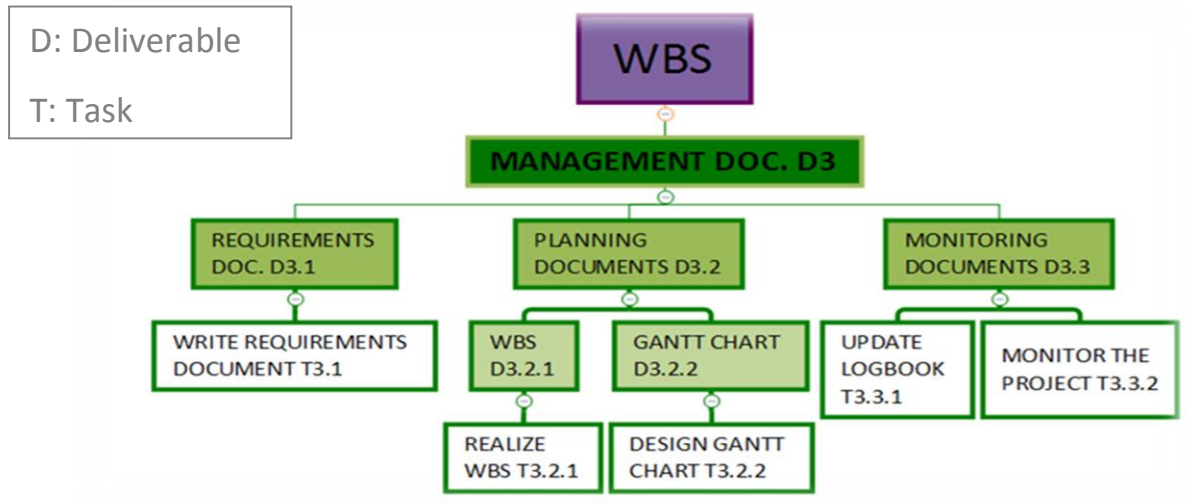 D: Deliverable
T: Task
WBS
MANAGEMENT DOC. D3
REQUIREMENTS
DOC. D3.1
PLANNING
DOCUMENTS D3.2
MONITORING
DOCUMENTS D3.3
WRITE REQUIREMENTS
DOCUMENT T3.1
WBS
D3.2.1
GANTT CHART
D3.2.2
UPDATE
LOGBOOK
T3.3.1
MONITOR THE
PROJECT T3.3.2
REALIZE
WBS T3.2.1
DESIGN GANTT
CHART T3.2.2